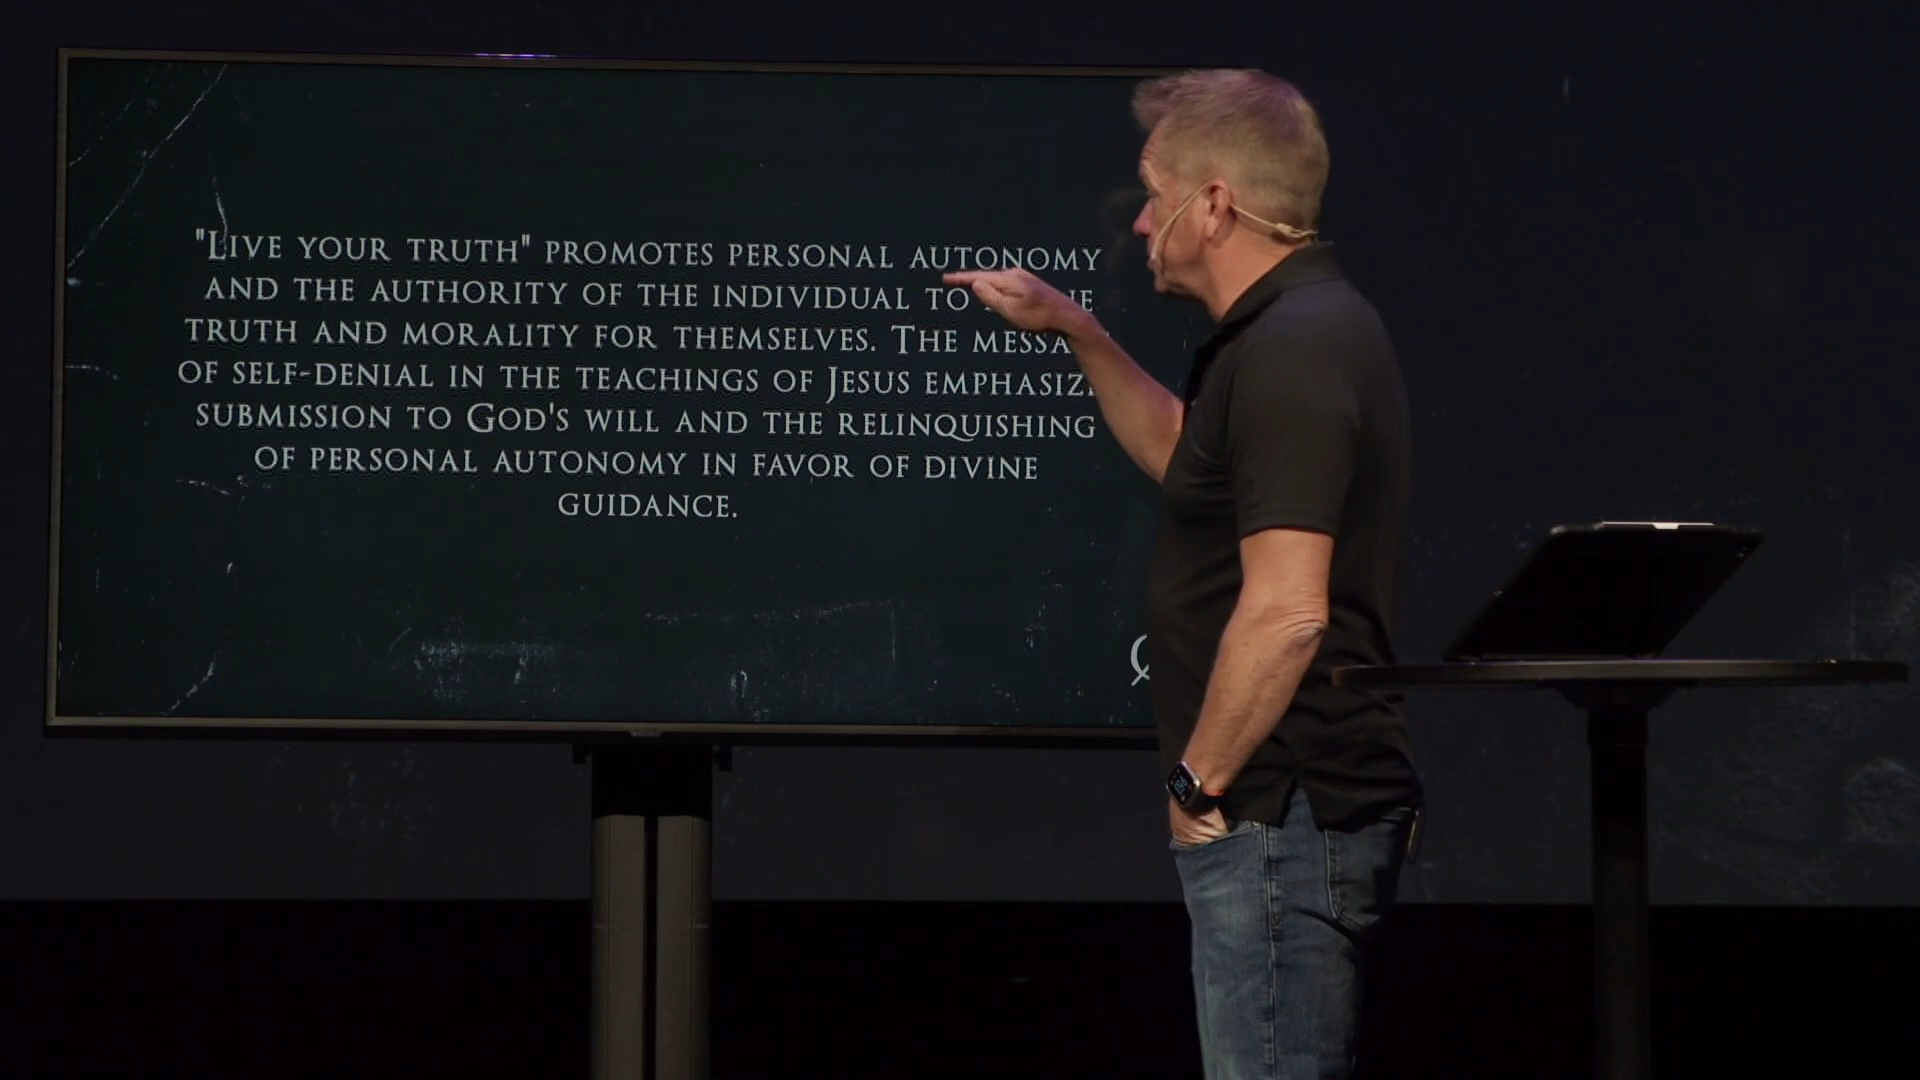 "Live your truth" promotes personal autonomy
and the authority of the individual to
truth and morality for themselves. The
of self-denial in the teachings of Jesus
submission to God's will and the relinquishing
of personal autonomy in favor of divine
guidance.